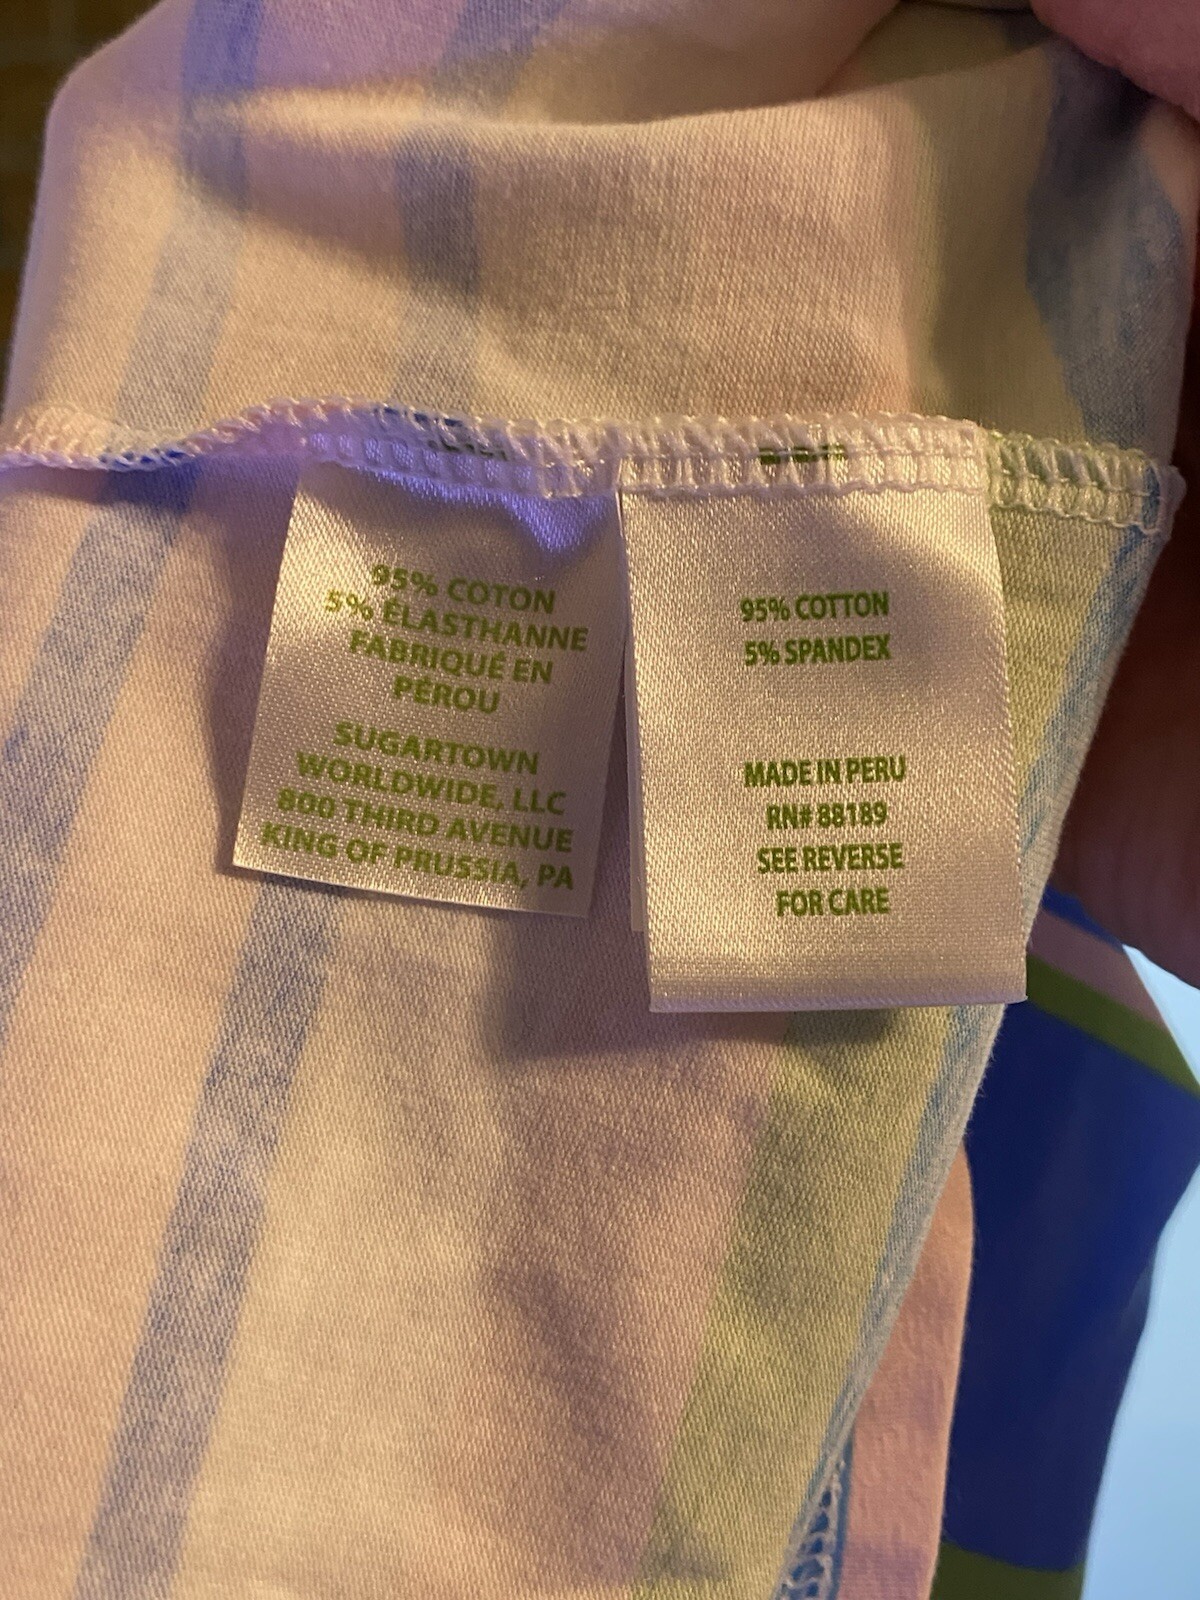 95% COTON
5% ÉLASTHANNE
FABRIQUÉ EN
PÉROU
SUGARTOWN
WORLDWIDE, LLC
800 THIRD AVENUE
KING OF PRUSSIA, PA
95% COTTON
5% SPANDEX
MADE IN PERU
RN# 88189
SEE REVERSE
FOR CARE